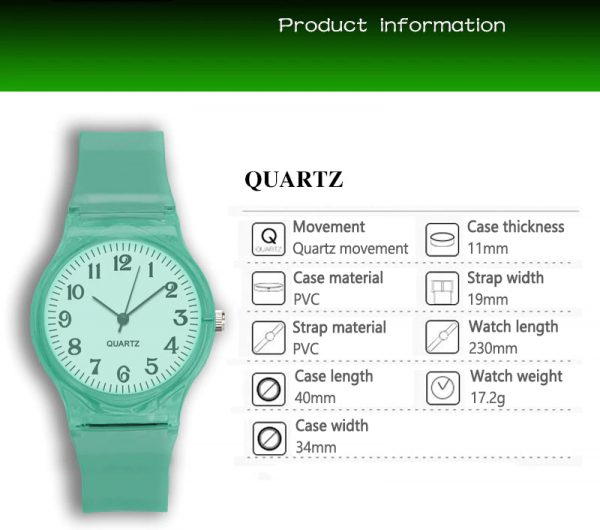 Product information
QUARTZ
Q
QUARTZ
Movement
Quartz movement
Case thickness
11mm
Case material
PVC
Strap width
19mm
Strap material
PVC
Watch length
230mm
Case length
40mm
Watch weight
17.2g
Case width
34mm
12
1
2
3
4
5
6
7
8
9
10
11
QUARTZ